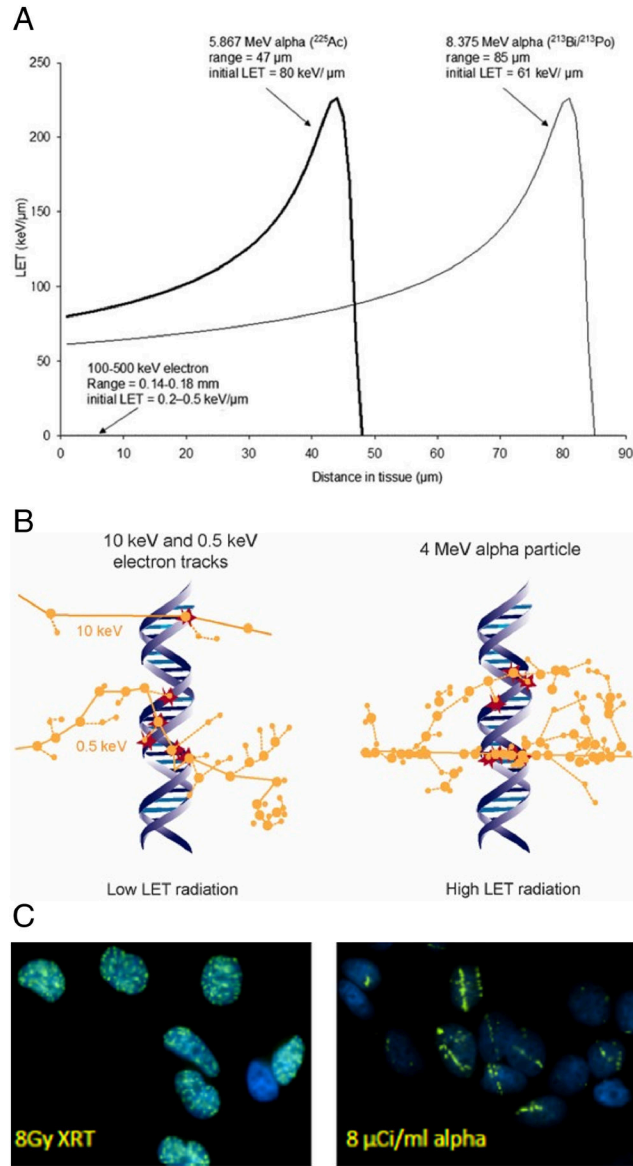 A
5.867 MeV alpha (²²⁵Ac)
range = 47 µm
initial LET = 80 keV/ µm
8.375 MeV alpha (²¹³Bi/²¹³Po)
range = 85 µm
initial LET = 61 keV/ µm
250
200
150
100
50
0
LET (keV/µm)
100-500 keV electron
Range = 0.14-0.18 mm
initial LET = 0.2–0.5 keV/µm
0
10
20
30
40
50
60
70
80
90
Distance in tissue (µm)
B
10 keV and 0.5 keV
electron tracks
4 MeV alpha particle
10 keV
0.5 keV
Low LET radiation
High LET radiation
C
8Gy XRT
8 µCi/ml alpha